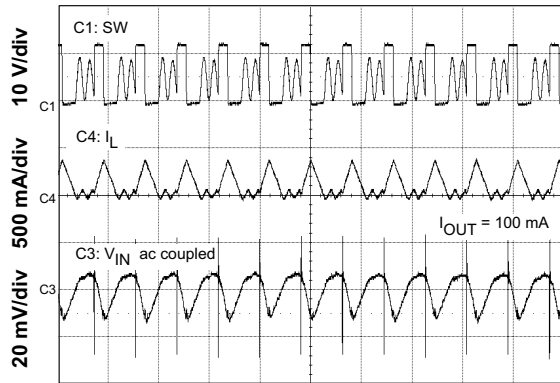 10 V/div
C1: SW
C1
500 mA/div
C4: I_L
C4
I_OUT = 100 mA
20 mV/div
C3: V_IN ac coupled
C3